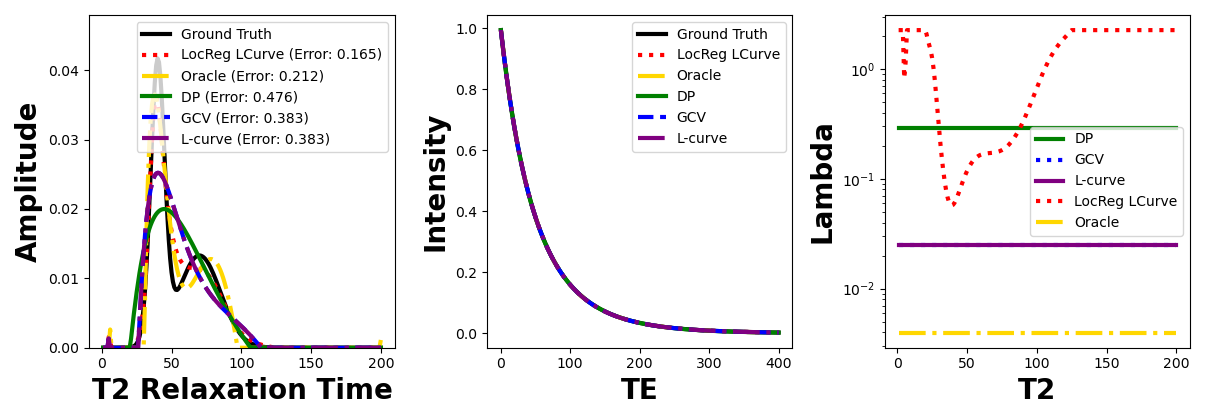 Amplitude
0.04
0.03
0.02
0.01
0.00
0
50
100
150
200
T2 Relaxation Time
Ground Truth
LocReg LCurve (Error: 0.165)
Oracle (Error: 0.212)
DP (Error: 0.476)
GCV (Error: 0.383)
L-curve (Error: 0.383)
Intensity
1.0
0.8
0.6
0.4
0.2
0.0
0
100
200
300
400
TE
Ground Truth
LocReg LCurve
Oracle
DP
GCV
L-curve
Lambda
10⁰
10⁻¹
10⁻²
0
50
100
150
200
T2
DP
GCV
L-curve
LocReg LCurve
Oracle